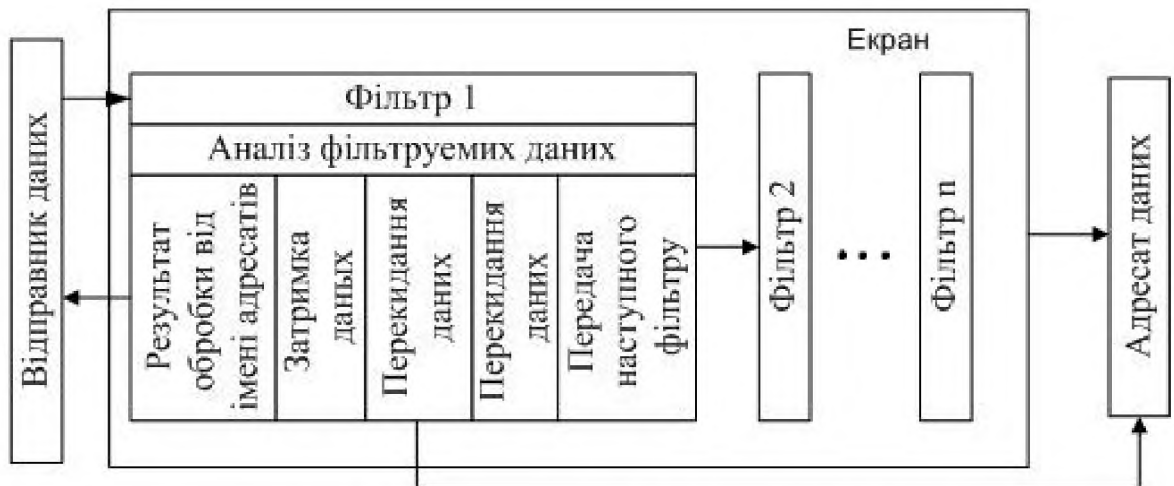 Екран
Відправник даних
Фільтр 1
Аналіз фільтруемих даних
Результат
обробки від
імені адресатів
Затримка
даных
Перекидання
даних
Перекидання
даних
Передача
наступного
фільтру
Фільтр 2
...
Фільтр n
Адресат даних